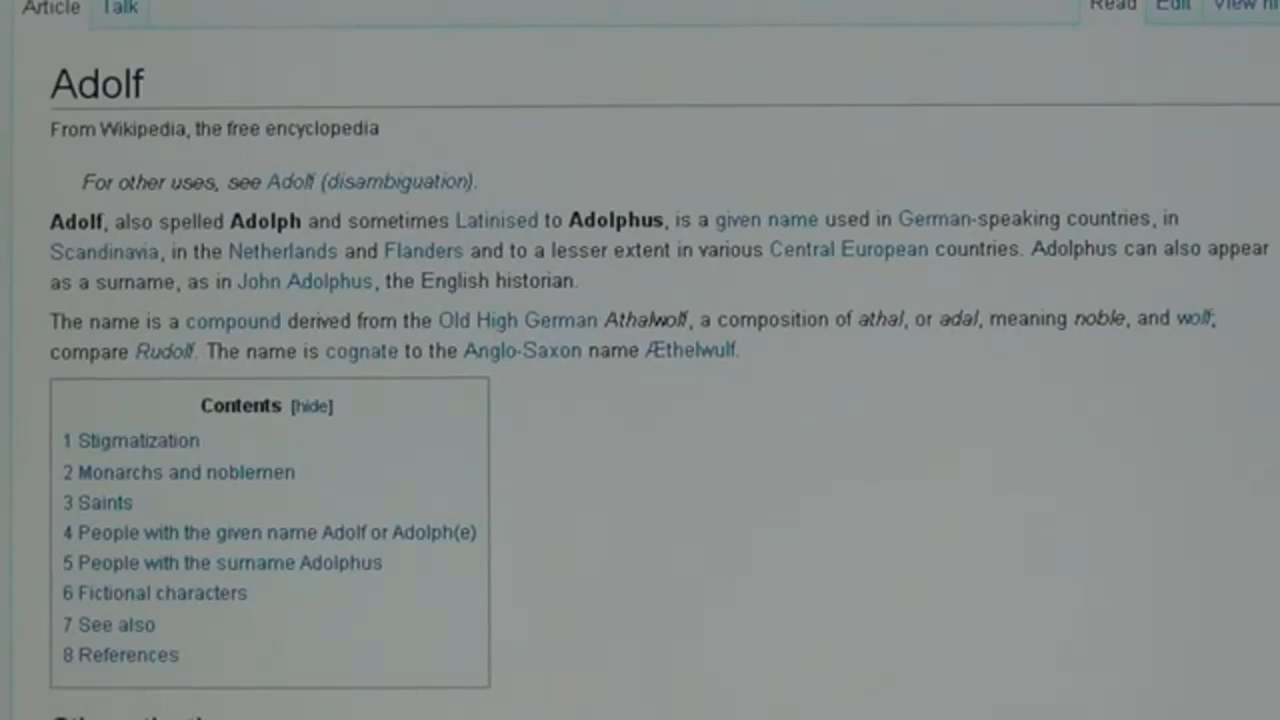 Article Talk Read Edit View
Adolf
From Wikipedia, the free encyclopedia
For other uses, see Adolf (disambiguation).
Adolf, also spelled Adolph and sometimes Latinised to Adolphus, is a given name used in German-speaking countries, in
Scandinavia, in the Netherlands and Flanders and to a lesser extent in various Central European countries. Adolphus can also appear
as a surname, as in John Adolphus, the English historian.
The name is a compound derived from the Old High German Athalwolf, a composition of athal, or adal, meaning noble, and wolf;
compare Rudolf. The name is cognate to the Anglo-Saxon name Æthelwulf.
Contents [hide]
1 Stigmatization
2 Monarchs and noblemen
3 Saints
4 People with the given name Adolf or Adolph(e)
5 People with the surname Adolphus
6 Fictional characters
7 See also
8 References